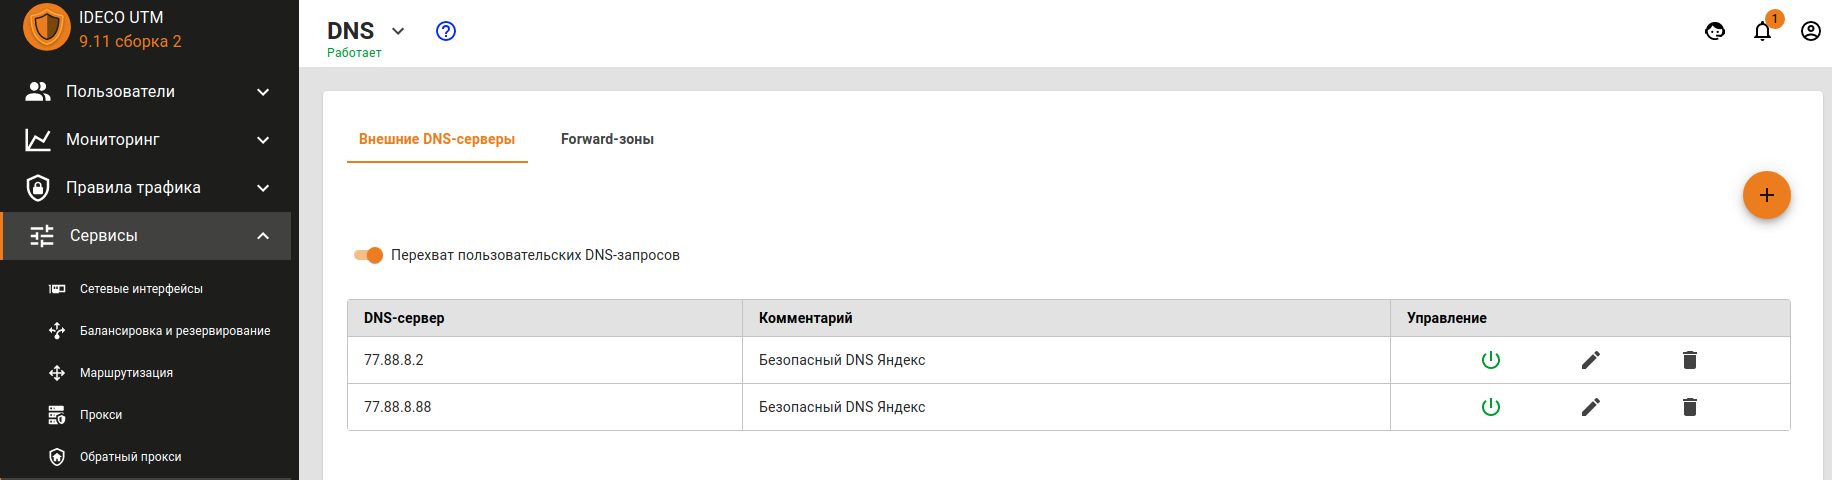 IDECO UTM
9.11 сборка 2
Пользователи
Мониторинг
Правила трафика
Сервисы
Сетевые интерфейсы
Балансировка и резервирование
Маршрутизация
Прокси
Обратный прокси
DNS
Работает
1
Внешние DNS-серверы
Forward-зоны
Перехват пользовательских DNS-запросов
DNS-сервер Комментарий Управление
77.88.8.2 Безопасный DNS Яндекс
77.88.8.88 Безопасный DNS Яндекс